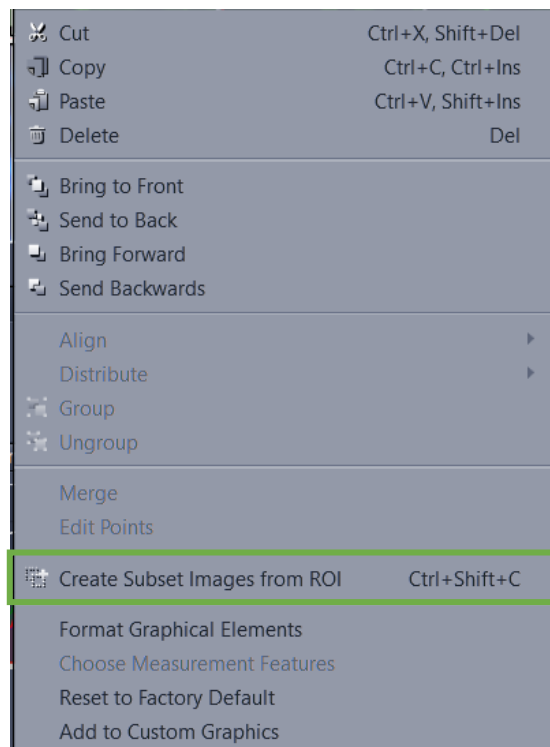 Cut Ctrl+X, Shift+Del
Copy Ctrl+C, Ctrl+Ins
Paste Ctrl+V, Shift+Ins
Delete Del
Bring to Front
Send to Back
Bring Forward
Send Backwards
Align
Distribute
Group
Ungroup
Merge
Edit Points
Create Subset Images from ROI Ctrl+Shift+C
Format Graphical Elements
Choose Measurement Features
Reset to Factory Default
Add to Custom Graphics